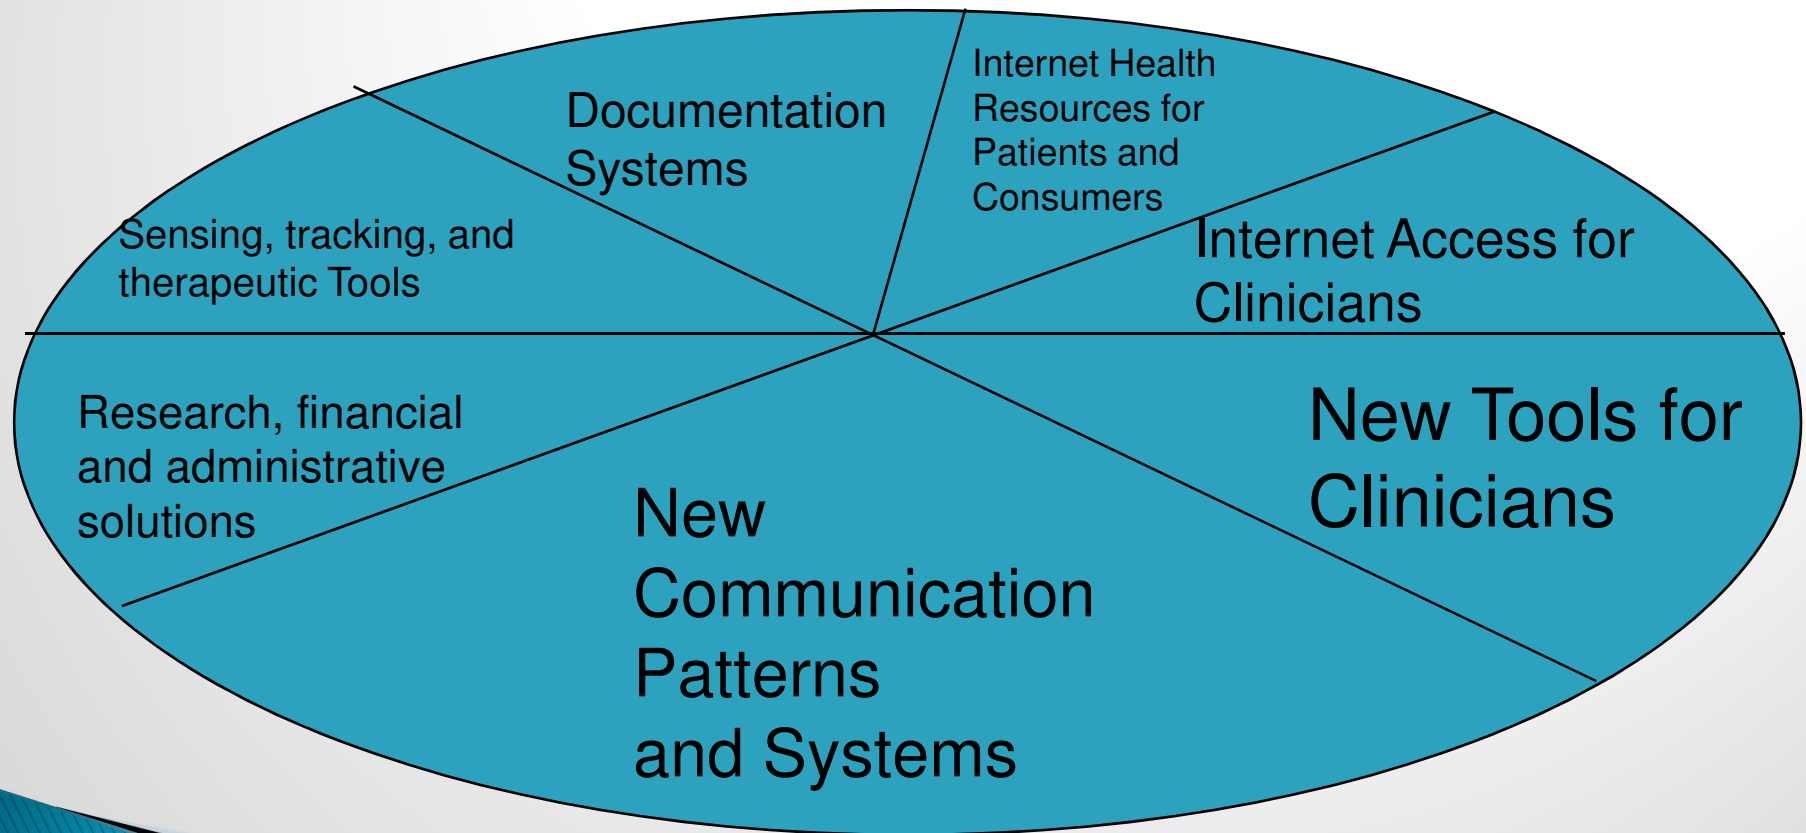 Documentation
Systems
Internet Health
Resources for
Patients and
Consumers
Sensing, tracking, and
therapeutic Tools
Internet Access for
Clinicians
Research, financial
and administrative
solutions
New
Communication
Patterns
and Systems
New Tools for
Clinicians